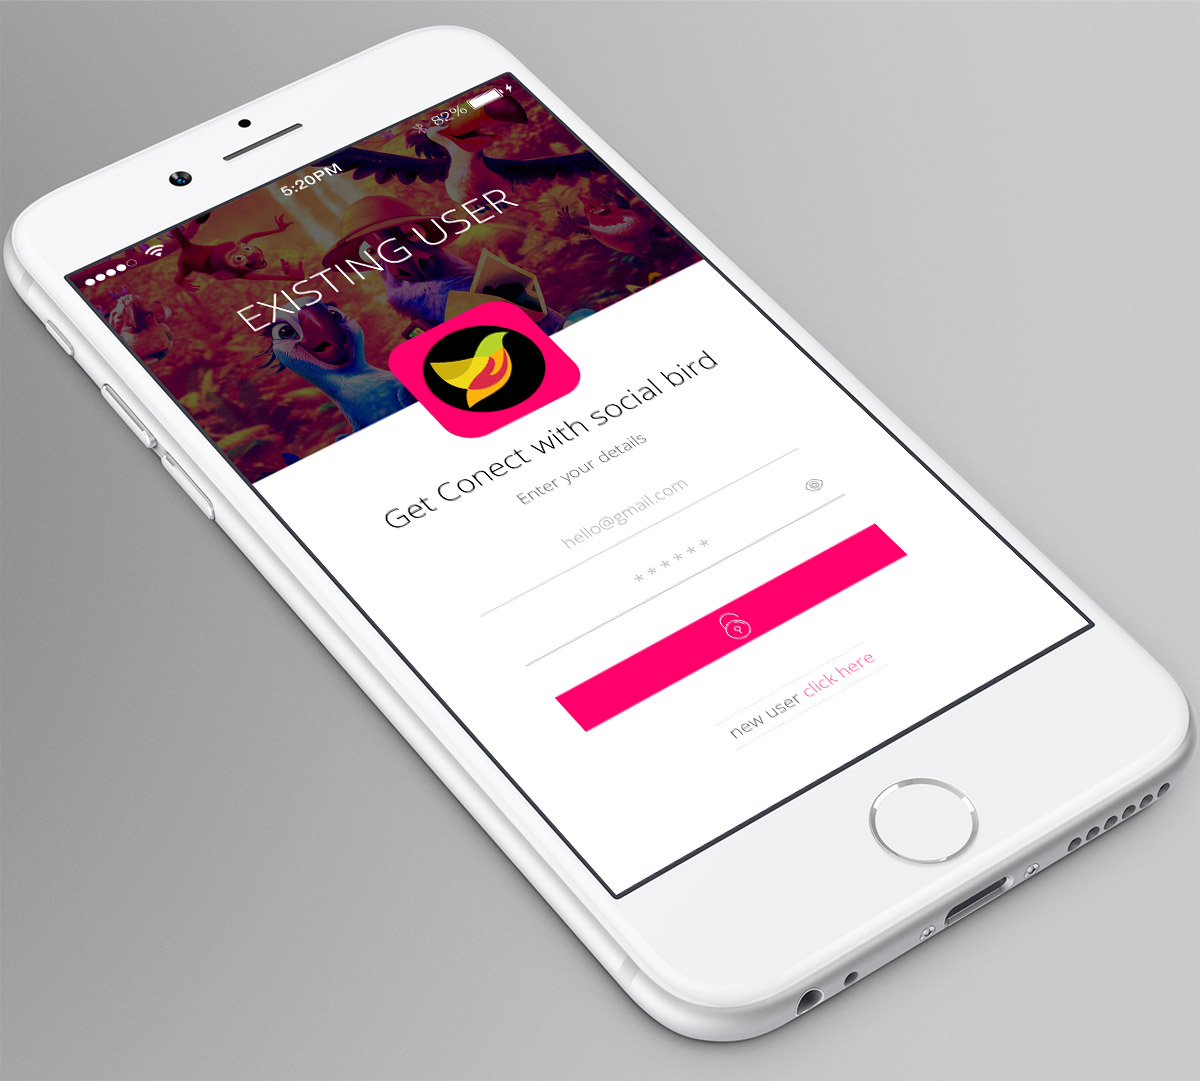 5:20PM
82%
EXISTING USER
Get Conect with social bird
Enter your details
hello@gmail.com
******
new user click here